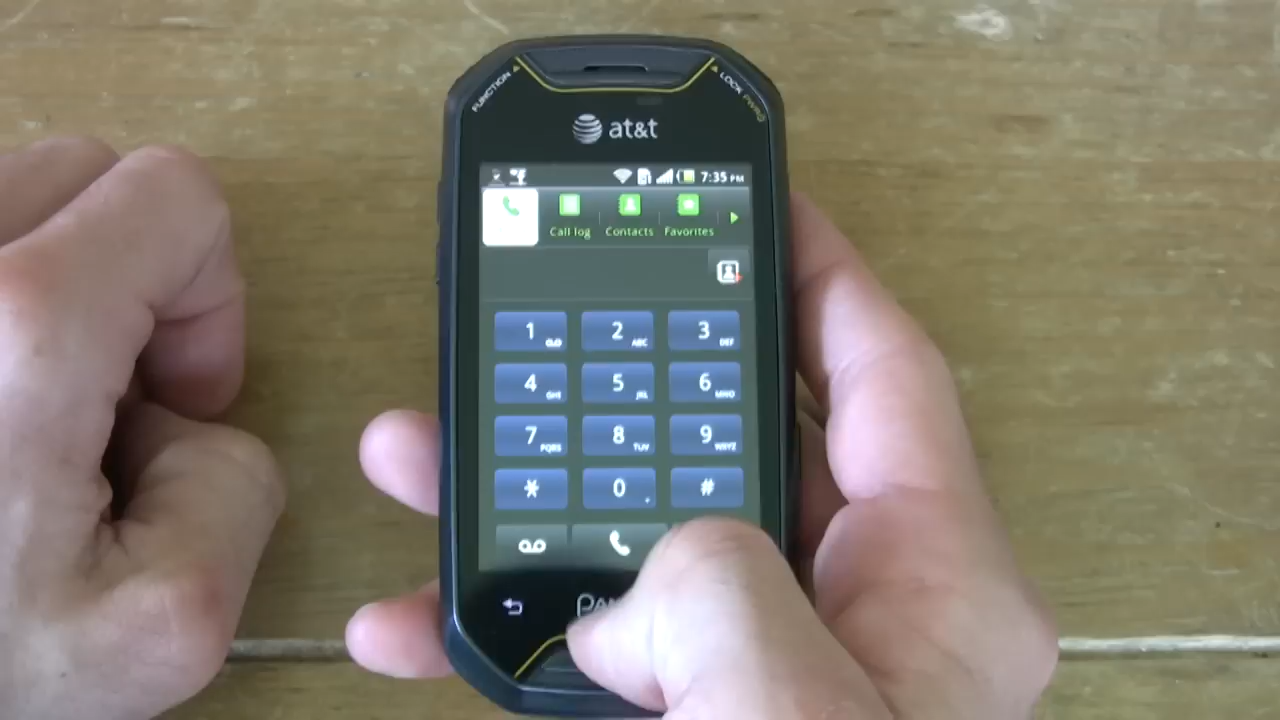 FUNCTION
LOCK
at&t
7:35 PM
Call log Contacts Favorites
1 2 ABC 3 DEF
4 GHI 5 JKL 6 MNO
7 PQRS 8 TUV 9 WXYZ
* 0 + #